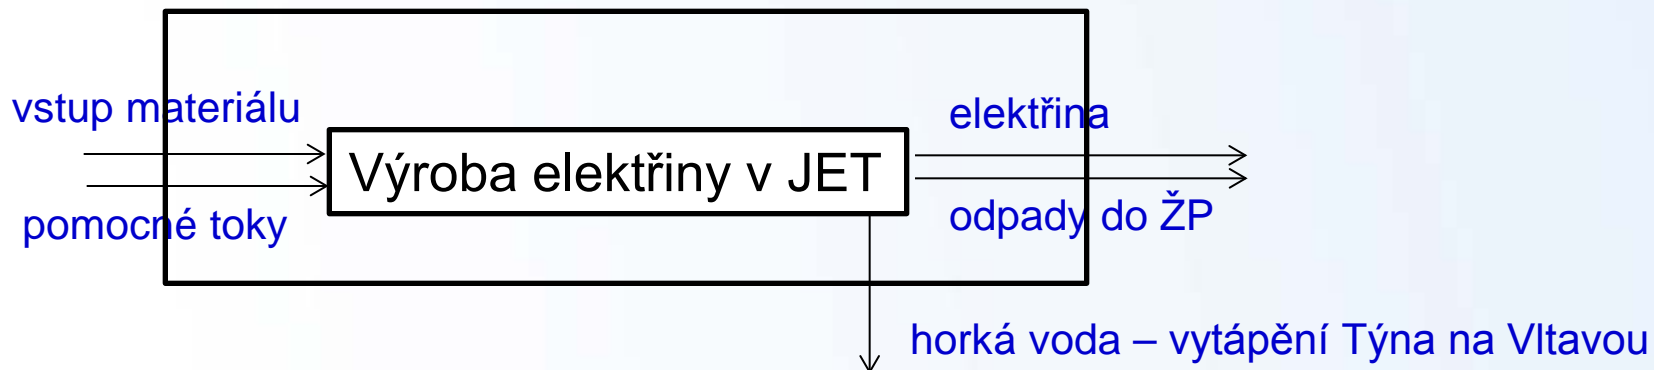 vstup materiálu
elektřina
Výroba elektřiny v JET
pomocné toky
odpady do ŽP
horká voda – vytápění Týna na Vltavou